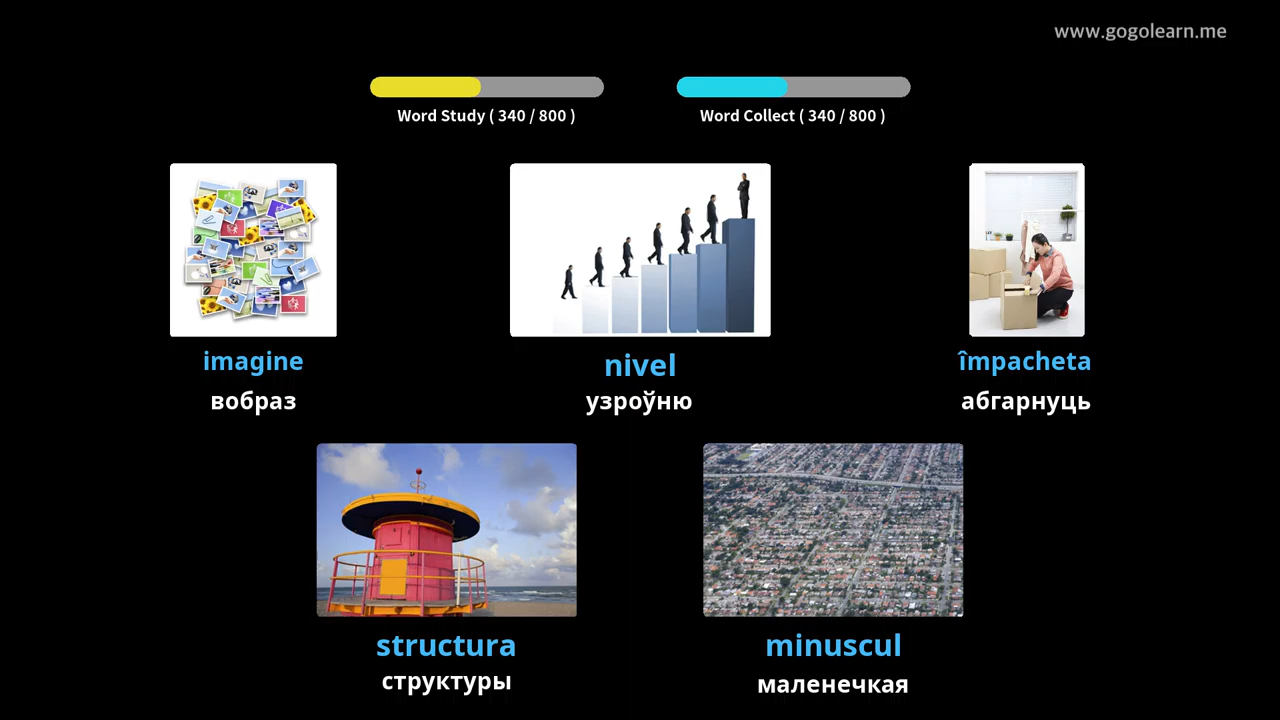 www.gogolearn.me
Word Study ( 340 / 800 )
Word Collect ( 340 / 800 )
imagine
вобраз
nivel
узроўню
împacheta
абгарнуць
structura
структуры
minuscul
маленечкая